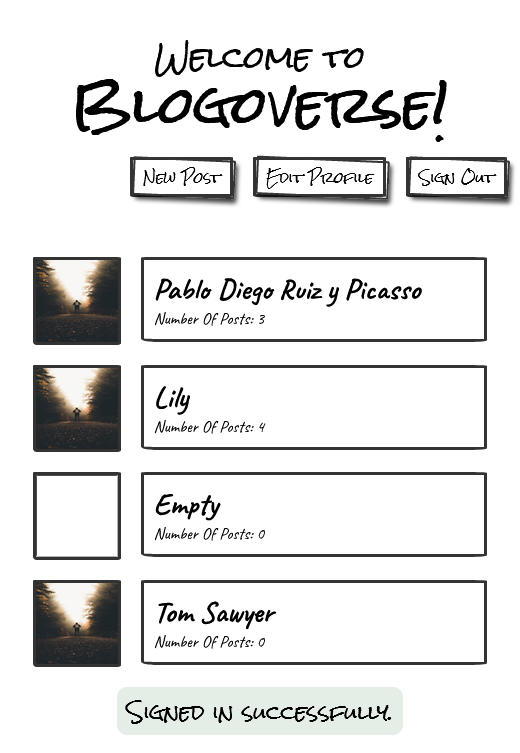 Welcome to
Blogoverse!
New Post Edit Profile Sign Out
Pablo Diego Ruiz y Picasso
Number Of Posts: 3
Lily
Number Of Posts: 4
Empty
Number Of Posts: 0
Tom Sawyer
Number Of Posts: 0
Signed in successfully.